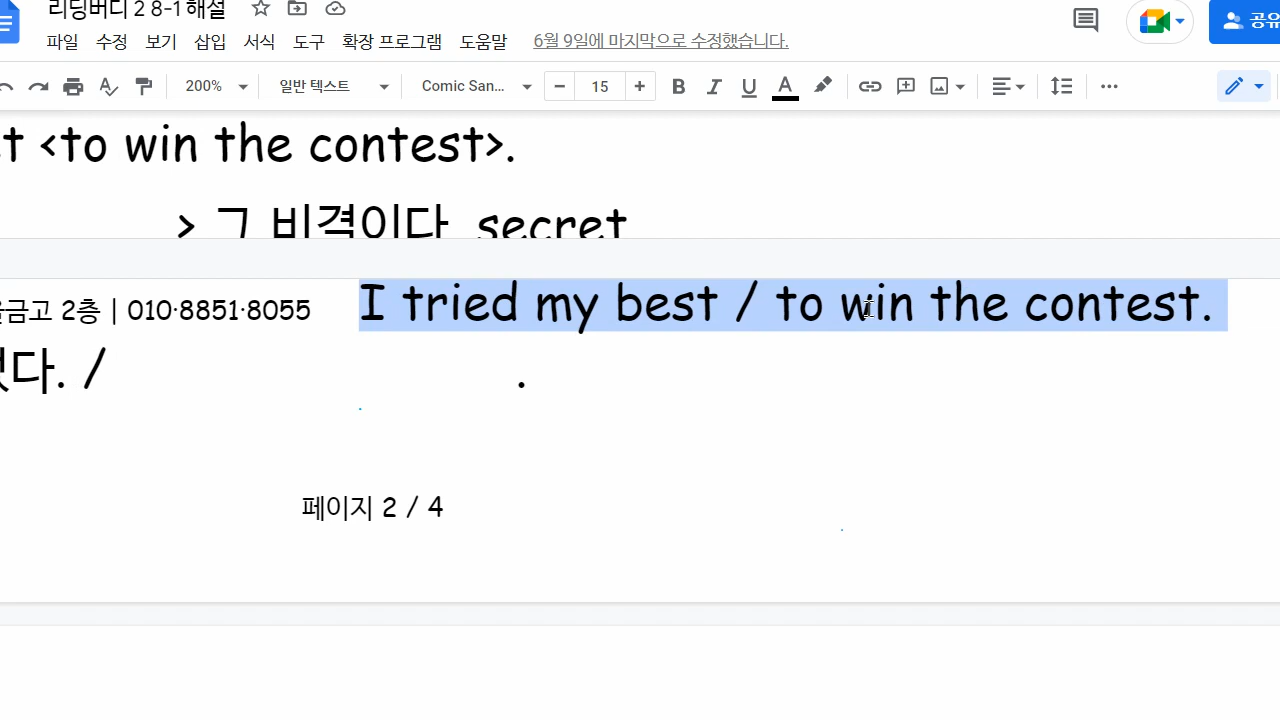 리딩버디 2 8-1 해설
파일 수정 보기 삽입 서식 도구 확장 프로그램 도움말 6월 9일에 마지막으로 수정했습니다.
공유
200% 일반 텍스트 Comic San... 15 B I U A
t <to win the contest>.
> 그 비격이다 secret
금고 2층 | 010·8851·8055 I tried my best / to win the contest.
다. / .
페이지 2 / 4